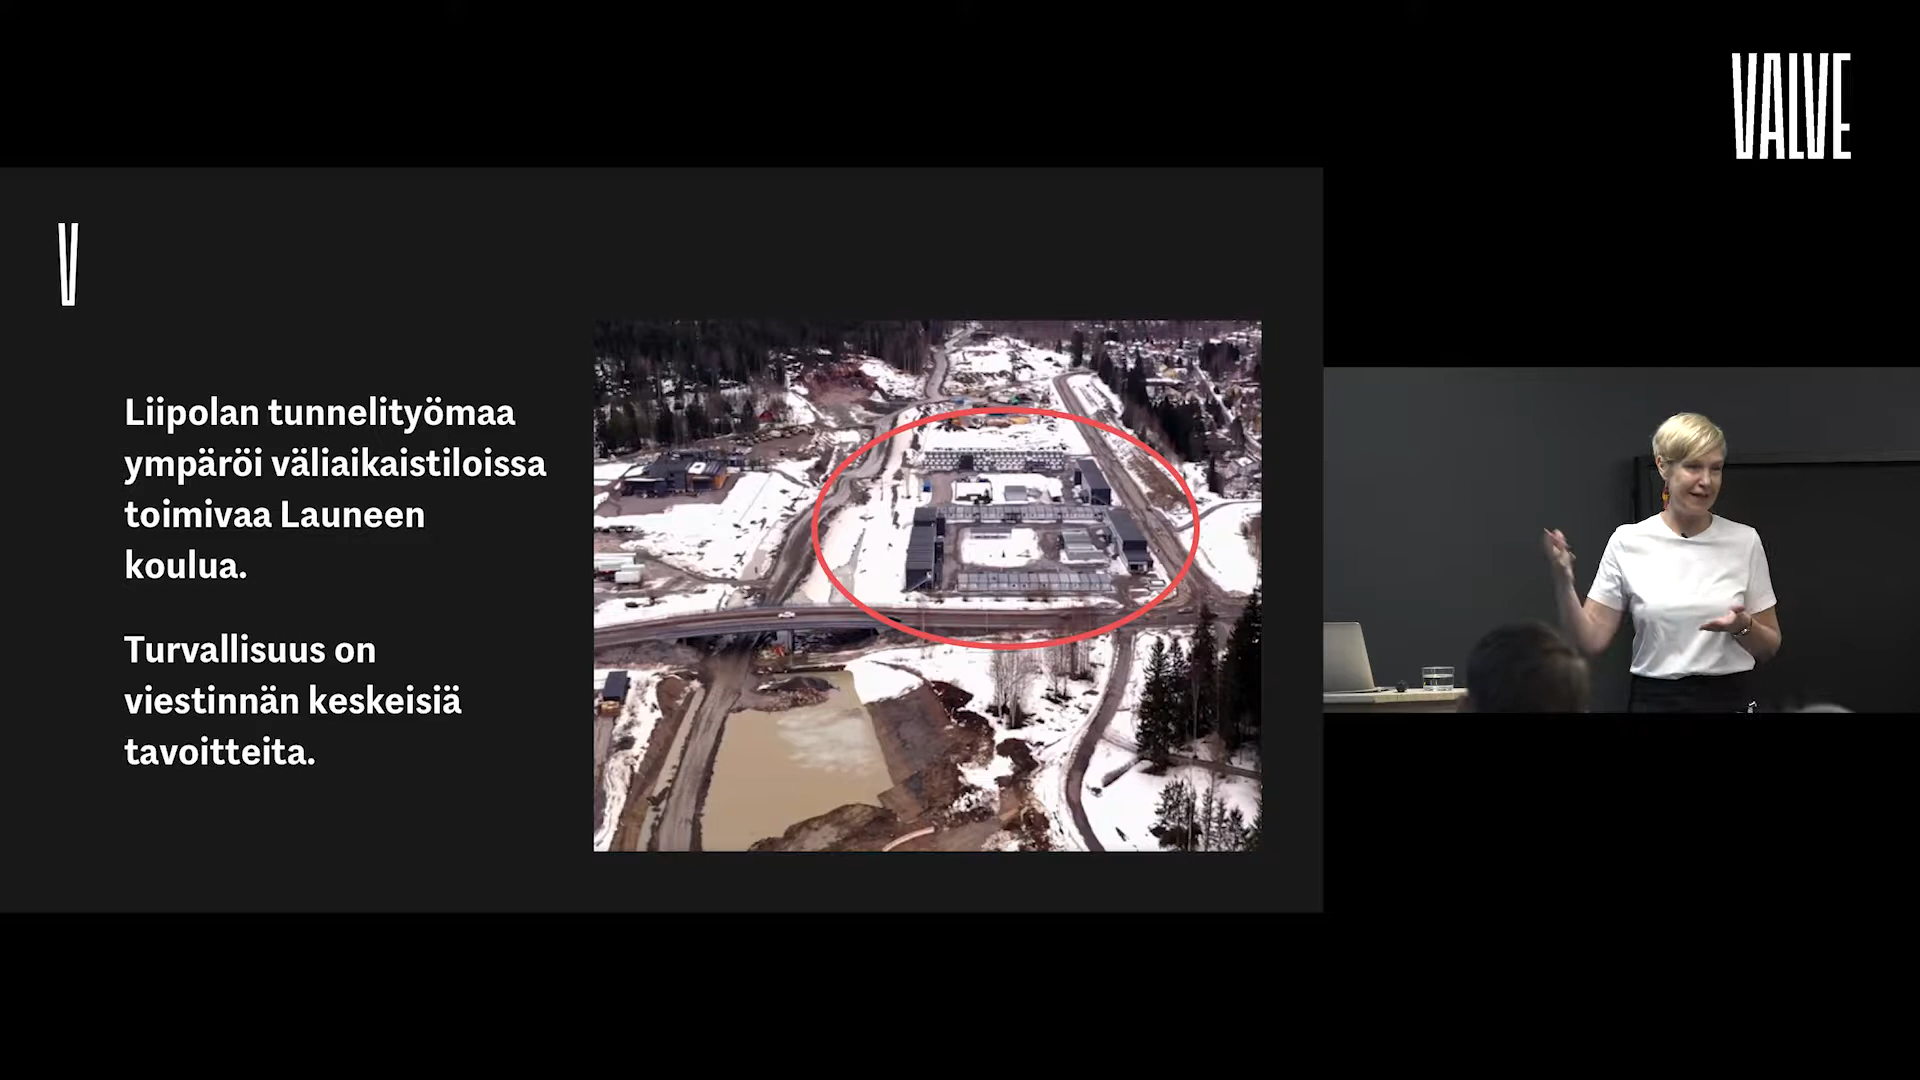 VALVE
V
Liipolan tunnelityömaa
ympäröi väliaikaistiloissa
toimivaa Launeen
koulua.
Turvallisuus on
viestinnän keskeisiä
tavoitteita.